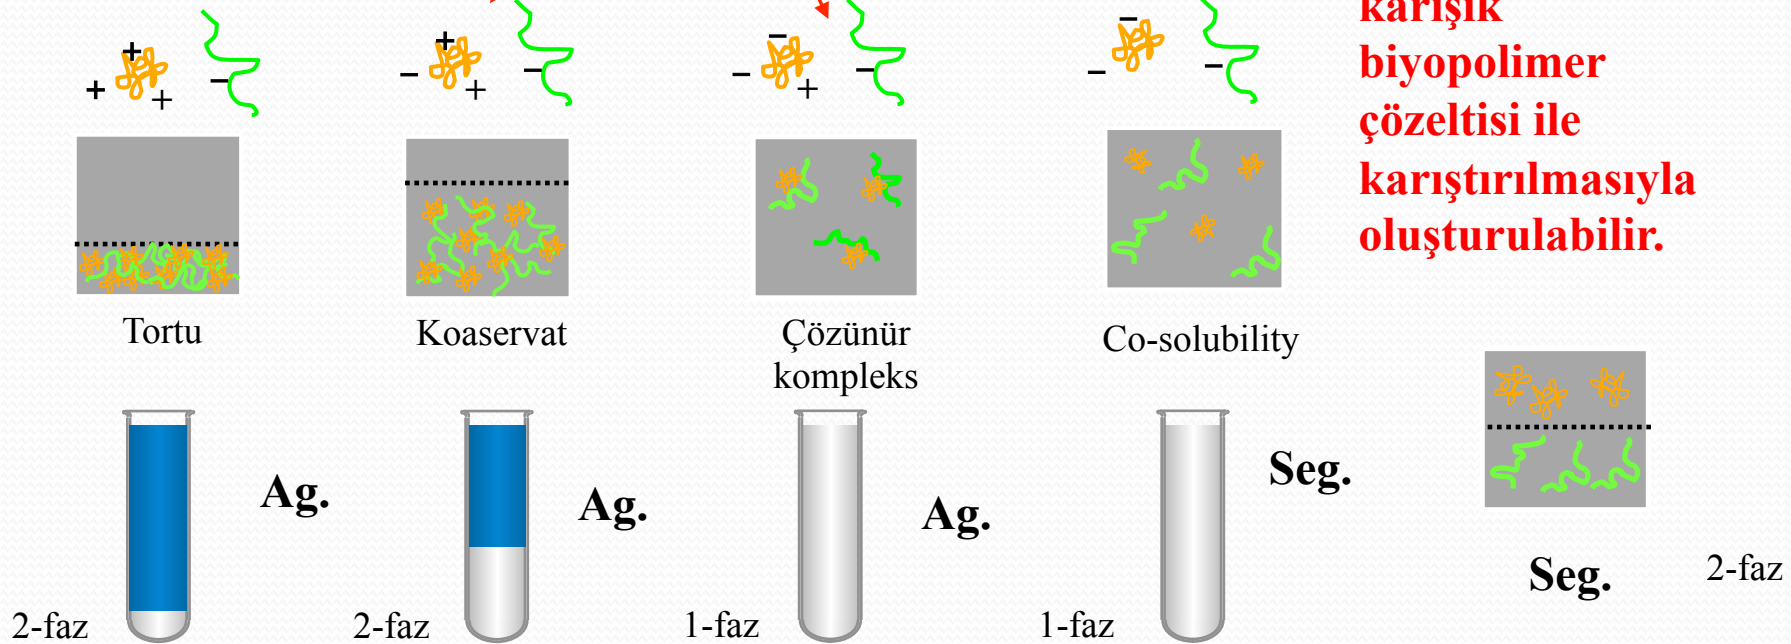 karışık
biyopolimer
çözeltisi ile
karıştırılmasıyla
oluşturulabilir.
+ + + −
− + + −
− − + −
− − −
Tortu
Koaservat
Çözünür
kompleks
Co-solubility
Ag.
Ag.
Ag.
Seg.
Seg.
2-faz
2-faz
1-faz
1-faz
2-faz